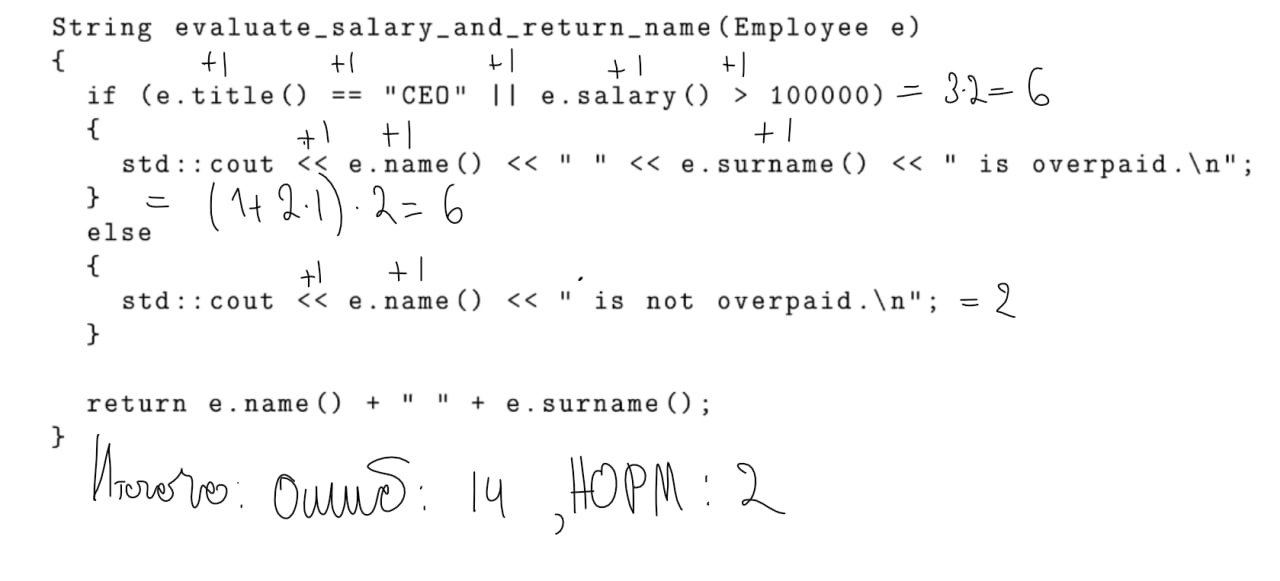 String evaluate_salary_and_return_name(Employee e)
{ +1 +1 +1 +1 +1
if (e.title() == "CEO" || e.salary() > 100000) = 3·2= 6
{ +1 +1 +1
std::cout << e.name() << " " << e.surname() << " is overpaid.\n";
} = (1+2·1)·2= 6
else
{ +1 +1
std::cout << e.name() << " is not overpaid.\n"; = 2
}
return e.name() + " " + e.surname();
}
Итого: Ошиб: 14, НОРМ: 2